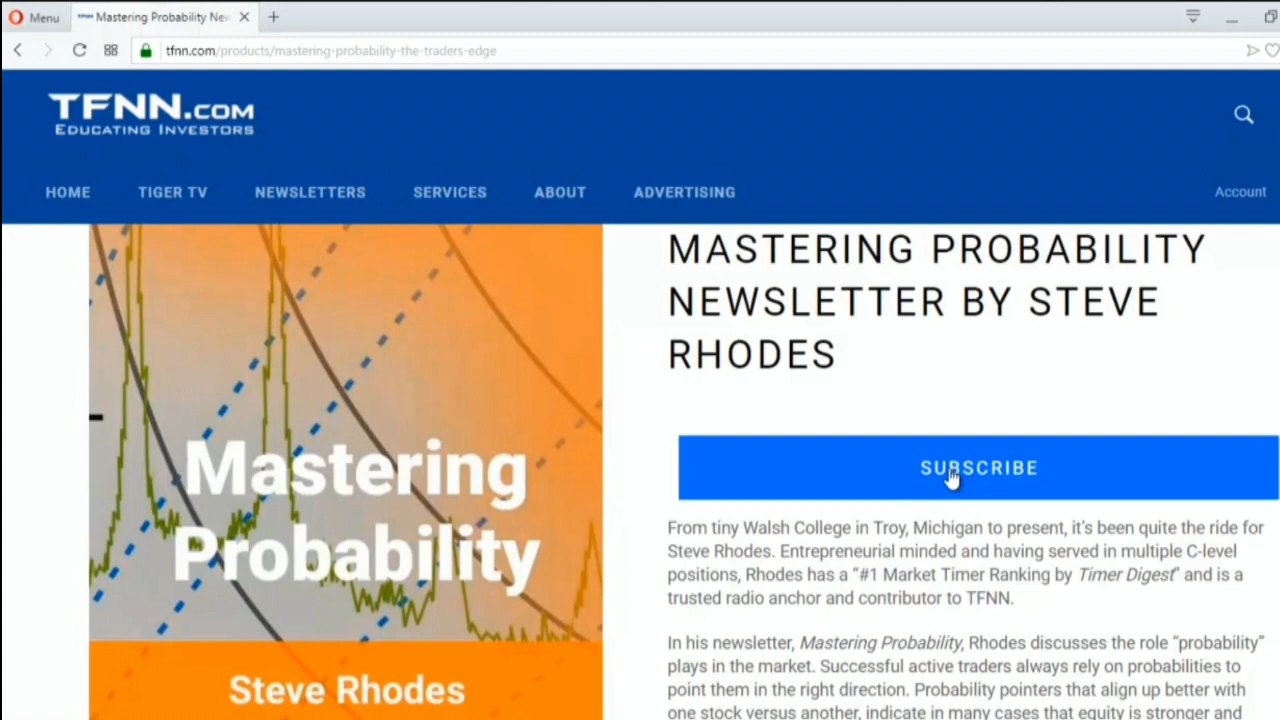 Menu
Mastering Probability New
tfnn.com/products/mastering-probability-the-traders-edge
TFNN.COM
EDUCATING INVESTORS
HOME TIGER TV NEWSLETTERS SERVICES ABOUT ADVERTISING Account
MASTERING PROBABILITY
NEWSLETTER BY STEVE
RHODES
Mastering
Probability
Steve Rhodes
SUBSCRIBE
From tiny Walsh College in Troy, Michigan to present, it's been quite the ride for
Steve Rhodes. Entrepreneurial minded and having served in multiple C-level
positions, Rhodes has a “#1 Market Timer Ranking by Timer Digest” and is a
trusted radio anchor and contributor to TFNN.
In his newsletter, Mastering Probability, Rhodes discusses the role “probability”
plays in the market. Successful active traders always rely on probabilities to
point them in the right direction. Probability pointers that align up better with
one stock versus another, indicate in many cases that equity is stronger and